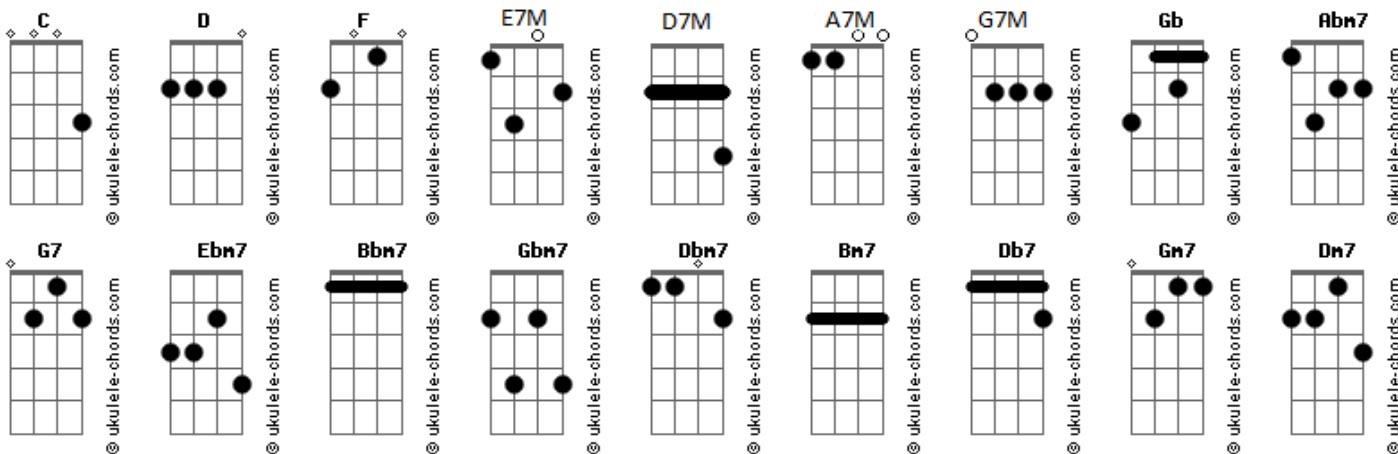 C D F E7M D7M A7M G7M Gb Abm7
© ukulele-chords.com © ukulele-chords.com © ukulele-chords.com © ukulele-chords.com © ukulele-chords.com © ukulele-chords.com © ukulele-chords.com © ukulele-chords.com © ukulele-chords.com
G7 Ebm7 Bbm7 Gbm7 Dbm7 Bm7 Db7 Gm7 Dm7
© ukulele-chords.com © ukulele-chords.com © ukulele-chords.com © ukulele-chords.com © ukulele-chords.com © ukulele-chords.com © ukulele-chords.com © ukulele-chords.com © ukulele-chords.com